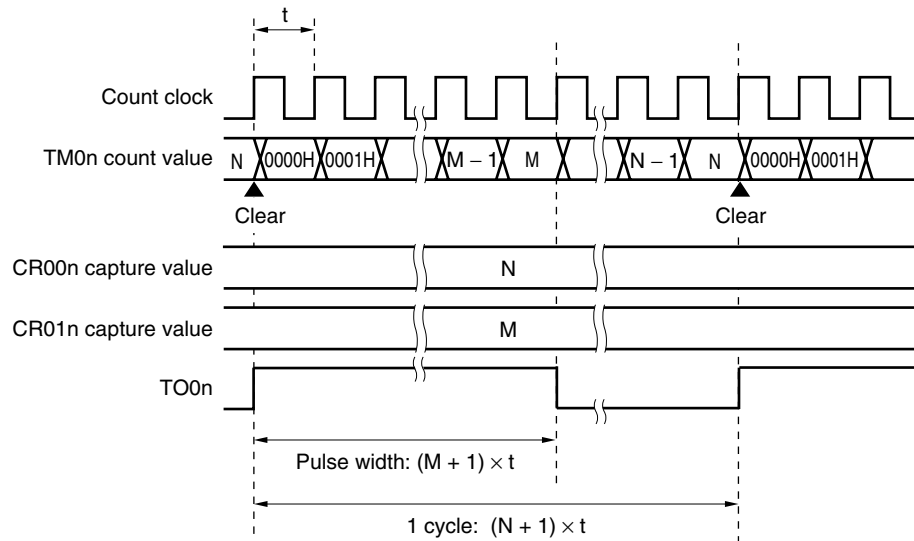 t
Count clock
TM0n count value N 0000H 0001H M – 1 M N – 1 N 0000H 0001H
Clear Clear
CR00n capture value N
CR01n capture value M
TO0n
Pulse width: (M + 1) × t
1 cycle: (N + 1) × t